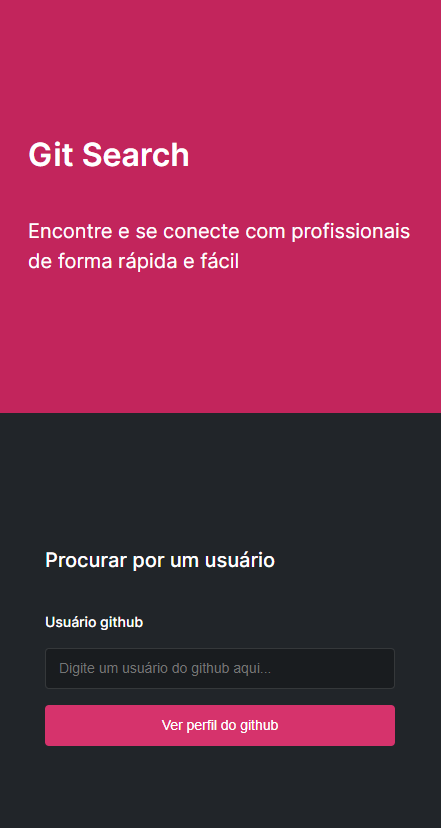 Git Search
Encontre e se conecte com profissionais
de forma rápida e fácil
Procurar por um usuário
Usuário github
Digite um usuário do github aqui...
Ver perfil do github